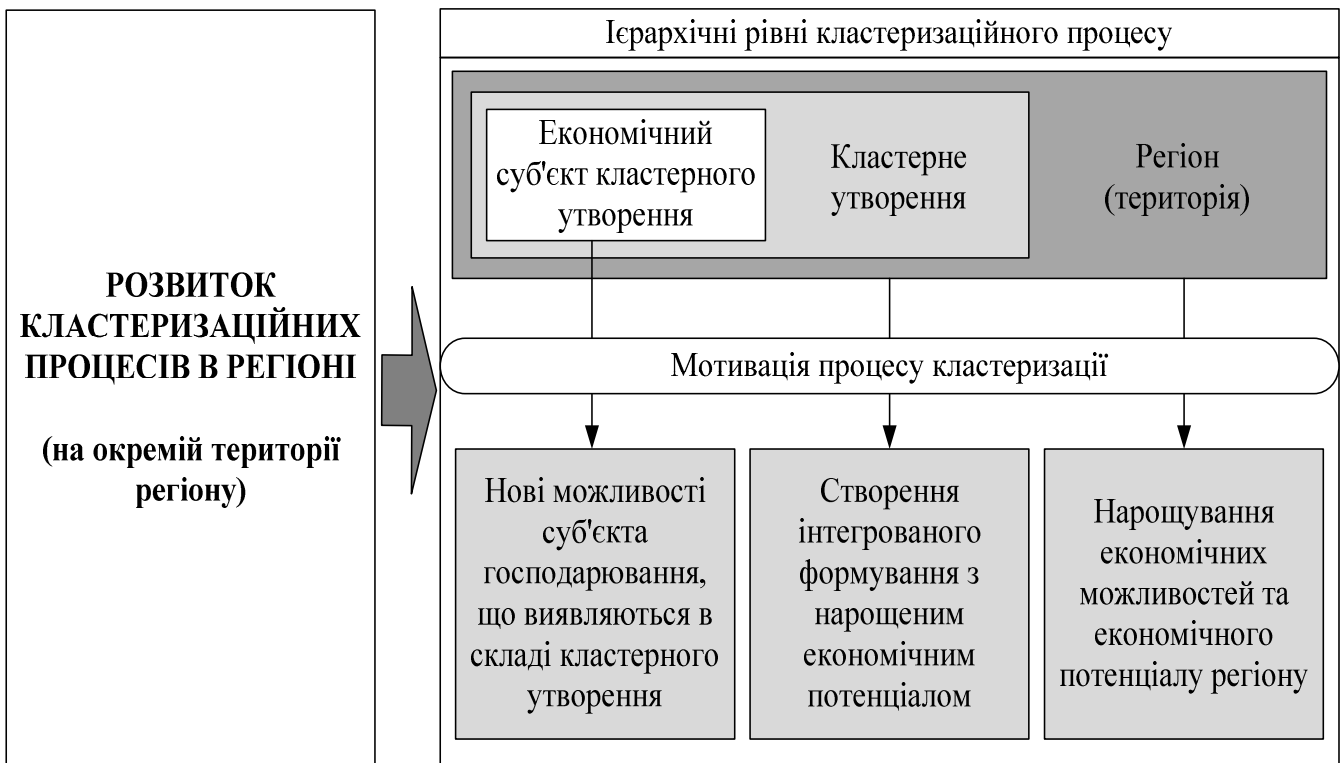 РОЗВИТОК
КЛАСТЕРИЗАЦІЙНИХ
ПРОЦЕСІВ В РЕГІОНІ
(на окремій території
регіону)
Ієрархічні рівні кластеризаційного процесу
Економічний
суб'єкт кластерного
утворення
Кластерне
утворення
Регіон
(територія)
Мотивація процесу кластеризації
Нові можливості
суб'єкта
господарювання,
що виявляються в
складі кластерного
утворення
Створення
інтегрованого
формування з
нарощеним
економічним
потенціалом
Нарощування
економічних
можливостей та
економічного
потенціалу регіону